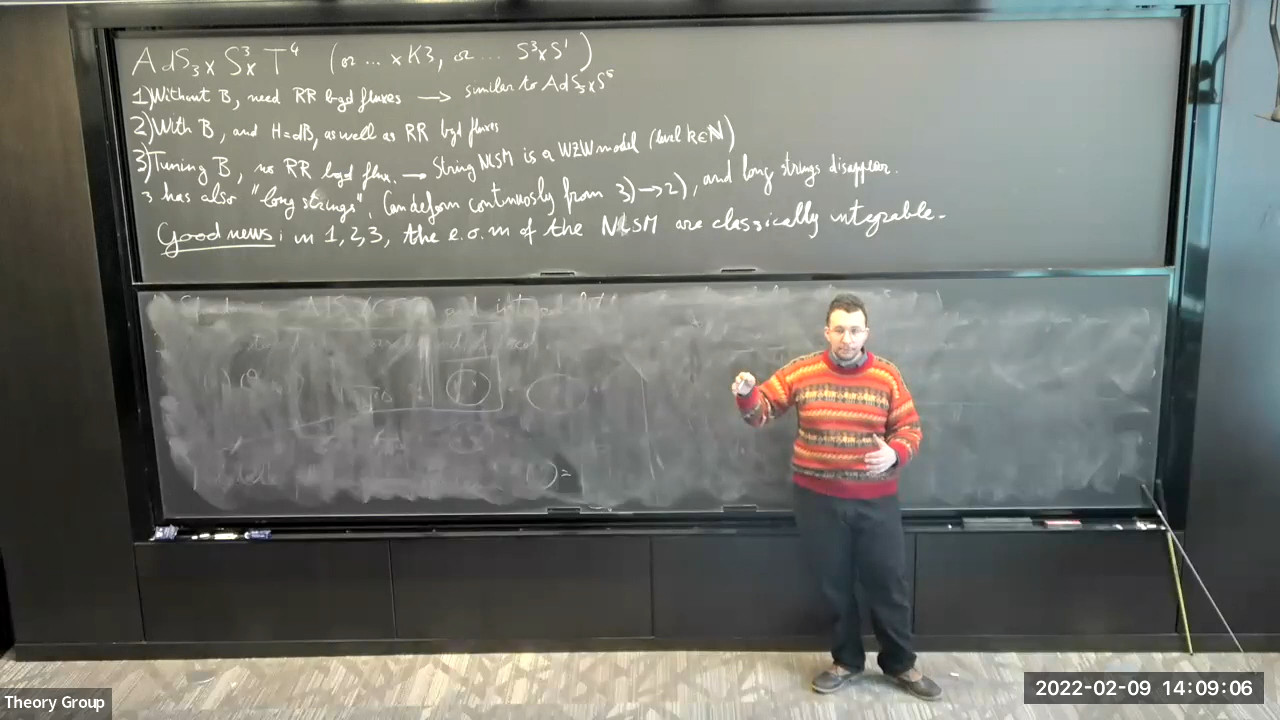 AdS₃ × S³ × T⁴ (or ... × K3, or ... S³×S¹)
1) Without B, need RR bgd fluxes → similar to AdS₅×S⁵
2) With B, and H=dB, as well as RR bgd fluxes
3) Tuning B, no RR bgd flux. → String NLSM is a WZW model (level k∈ℕ)
3 has also "long strings". Can deform continuosly from 3)→2), and long strings disappear.
Good news: in 1,2,3, the e.o.m of the NLSM are classically integrable.
Theory Group
2022-02-09 14:09:06